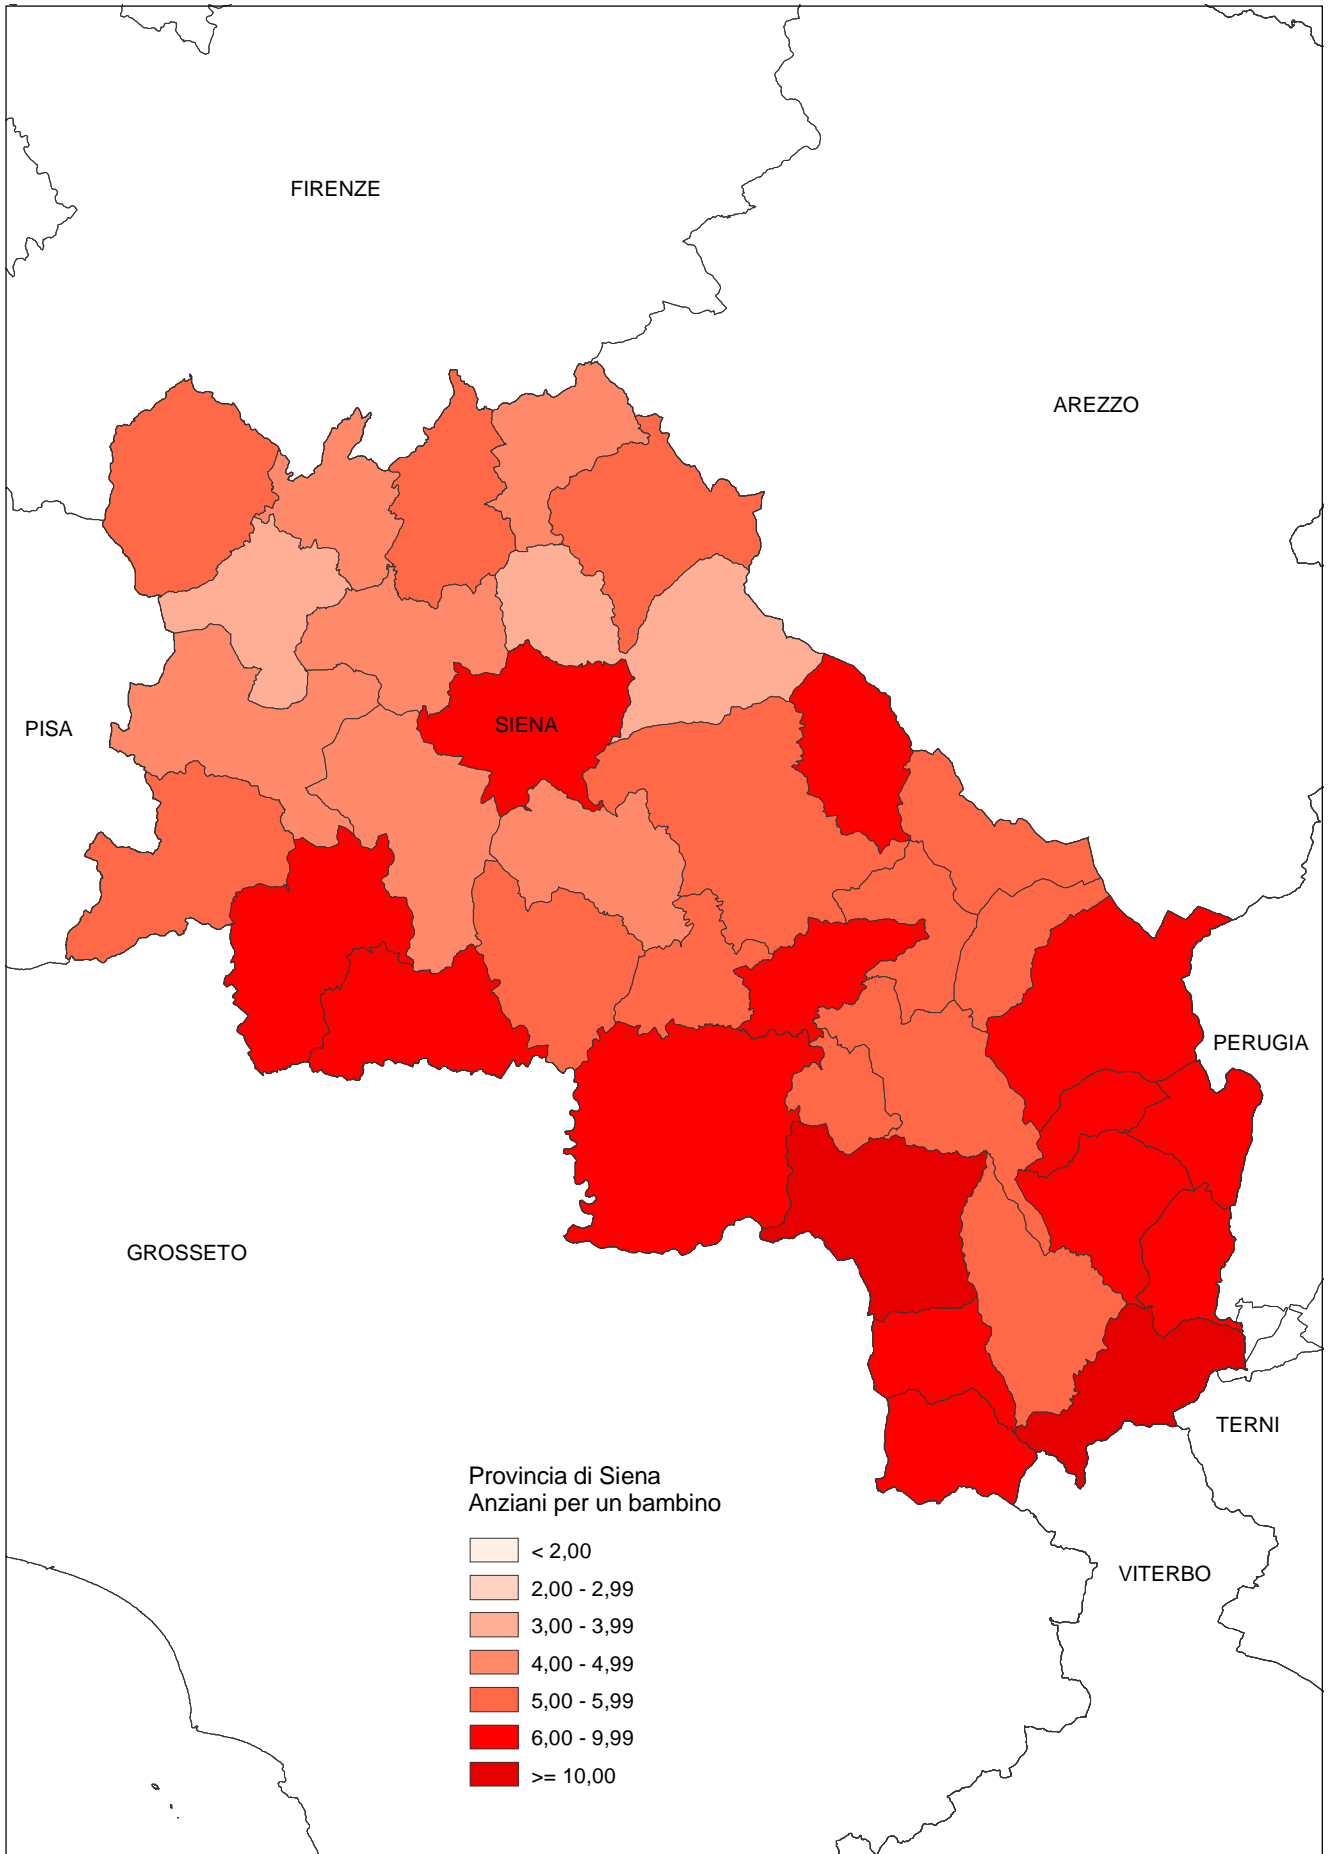 FIRENZE
AREZZO
PISA
SIENA
PERUGIA
GROSSETO
TERNI
VITERBO
Provincia di Siena
Anziani per un bambino
< 2,00
2,00 - 2,99
3,00 - 3,99
4,00 - 4,99
5,00 - 5,99
6,00 - 9,99
>= 10,00